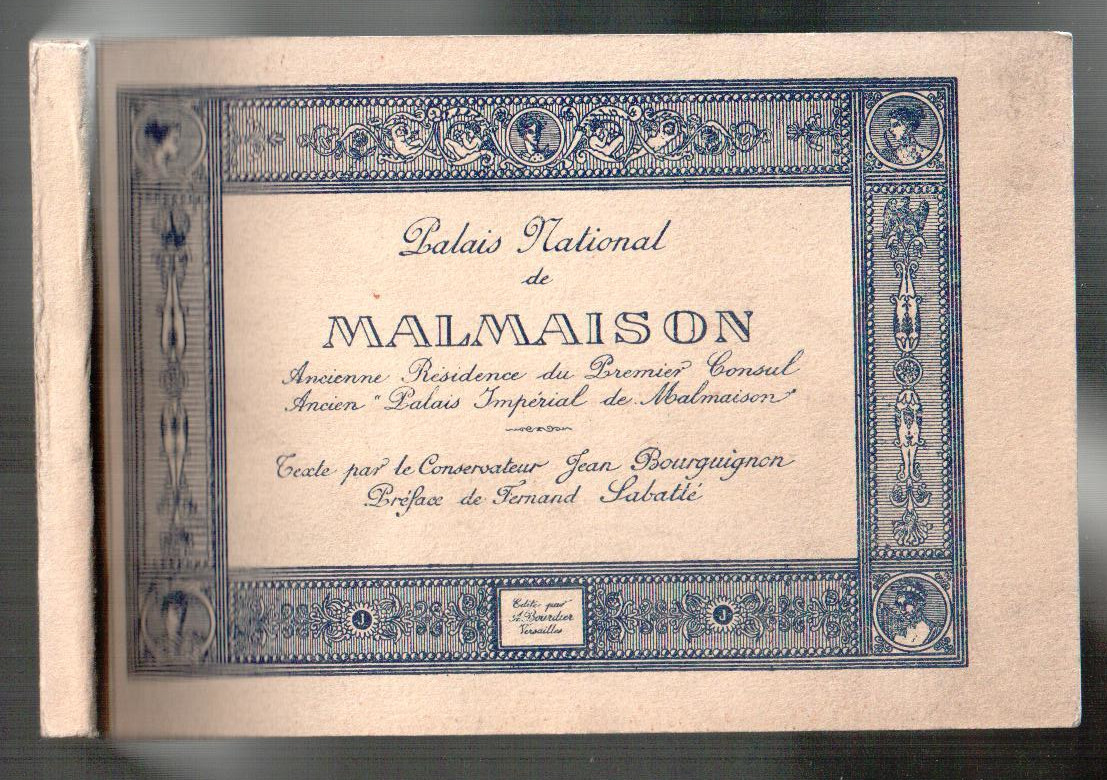 Palais National
de
MALMAISON
Ancienne Résidence du Premier Consul
Ancien "Palais Impérial de Malmaison"
Texte par le Conservateur Jean Bourguignon
Préface de Fernand Sabatté
J
Edité par
A. Bourdier
Versailles
J